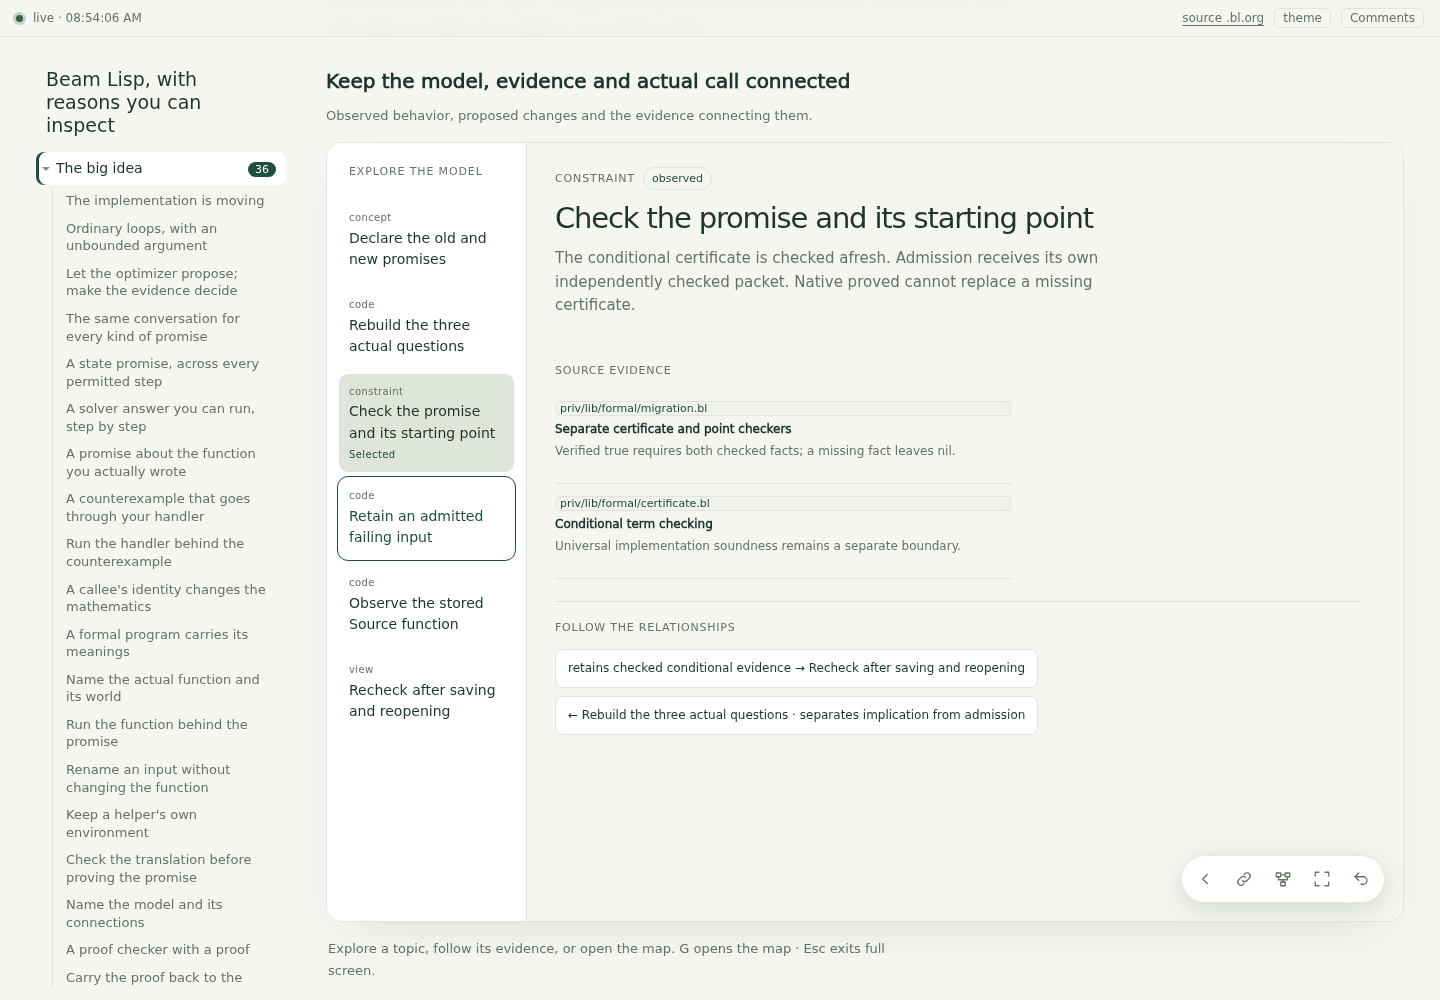 live · 08:54:06 AM
source .bl.org
theme
Comments
Beam Lisp, with
reasons you can
inspect
The big idea
36
The implementation is moving
Ordinary loops, with an
unbounded argument
Let the optimizer propose;
make the evidence decide
The same conversation for
every kind of promise
A state promise, across every
permitted step
A solver answer you can run,
step by step
A promise about the function
you actually wrote
A counterexample that goes
through your handler
Run the handler behind the
counterexample
A callee's identity changes the
mathematics
A formal program carries its
meanings
Name the actual function and
its world
Run the function behind the
promise
Rename an input without
changing the function
Keep a helper's own
environment
Check the translation before
proving the promise
Name the model and its
connections
A proof checker with a proof
Carry the proof back to the
Keep the model, evidence and actual call connected
Observed behavior, proposed changes and the evidence connecting them.
EXPLORE THE MODEL
concept
Declare the old and
new promises
code
Rebuild the three
actual questions
constraint
Check the promise
and its starting point
Selected
code
Retain an admitted
failing input
code
Observe the stored
Source function
view
Recheck after saving
and reopening
CONSTRAINT
observed
Check the promise and its starting point
The conditional certificate is checked afresh. Admission receives its own
independently checked packet. Native proved cannot replace a missing
certificate.
SOURCE EVIDENCE
priv/lib/formal/migration.bl
Separate certificate and point checkers
Verified true requires both checked facts; a missing fact leaves nil.
priv/lib/formal/certificate.bl
Conditional term checking
Universal implementation soundness remains a separate boundary.
FOLLOW THE RELATIONSHIPS
retains checked conditional evidence → Recheck after saving and reopening
← Rebuild the three actual questions · separates implication from admission
Explore a topic, follow its evidence, or open the map. G opens the map · Esc exits full
screen.